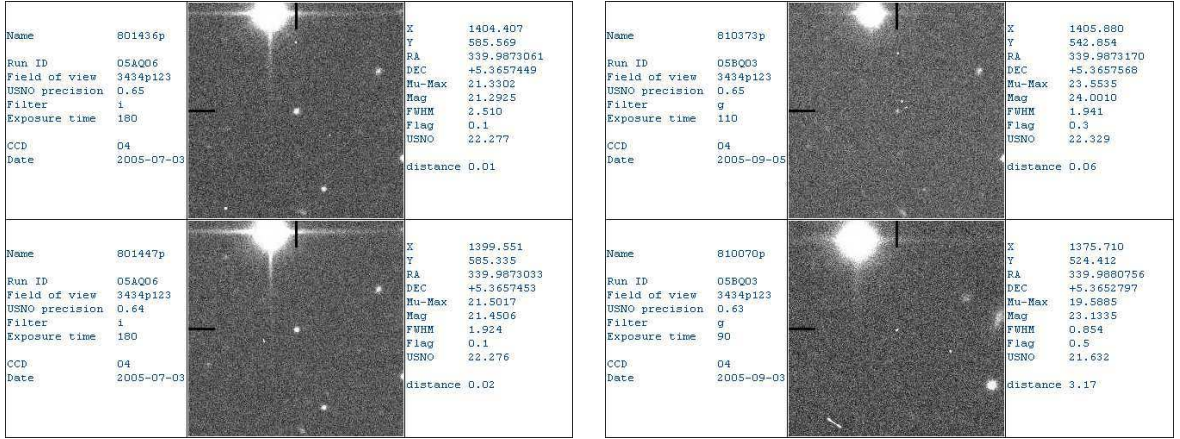 Name 801436p
Run ID 05AQ06
Field of view 3434p123
USNO precision 0.65
Filter i
Exposure time 180
CCD 04
Date 2005-07-03
X 1404.407
Y 585.569
RA 339.9873061
DEC +5.3657449
Mu-Max 21.3302
Mag 21.2925
FWHM 2.510
Flag 0.1
USNO 22.277
distance 0.01
Name 810373p
Run ID 05BQ03
Field of view 3434p123
USNO precision 0.65
Filter g
Exposure time 110
CCD 04
Date 2005-09-05
X 1405.880
Y 542.854
RA 339.9873170
DEC +5.3657568
Mu-Max 23.5535
Mag 24.0010
FWHM 1.941
Flag 0.3
USNO 22.329
distance 0.06
Name 801447p
Run ID 05AQ06
Field of view 3434p123
USNO precision 0.64
Filter i
Exposure time 180
CCD 04
Date 2005-07-03
X 1399.551
Y 585.335
RA 339.9873033
DEC +5.3657453
Mu-Max 21.5017
Mag 21.4506
FWHM 1.924
Flag 0.1
USNO 22.276
distance 0.02
Name 810070p
Run ID 05BQ03
Field of view 3434p123
USNO precision 0.63
Filter g
Exposure time 90
CCD 04
Date 2005-09-03
X 1375.710
Y 524.412
RA 339.9880756
DEC +5.3652797
Mu-Max 19.5885
Mag 23.1335
FWHM 0.854
Flag 0.5
USNO 21.632
distance 3.17